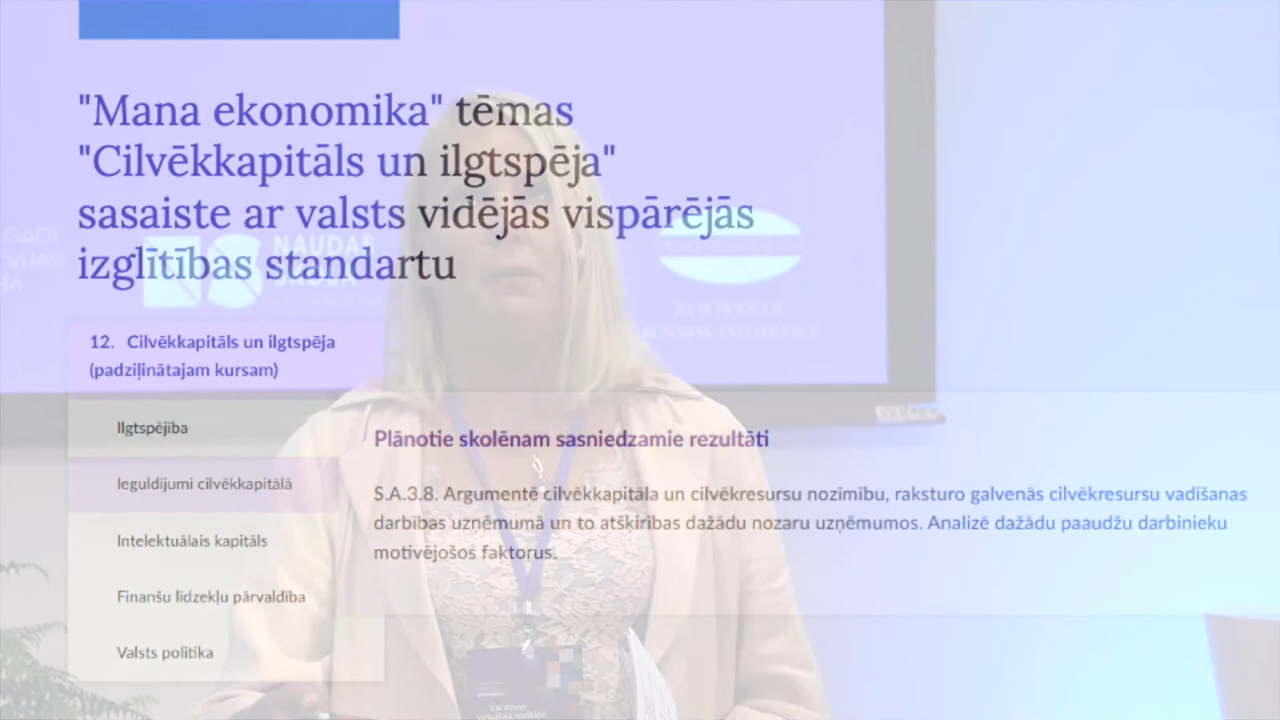 "Mana ekonomika" tēmas
"Cilvēkkapitāls un ilgtspēja"
sasaiste ar valsts vidējās vispārējās
izglītības standartu
NAUDAS
SKOLA
12. Cilvēkkapitāls un ilgtspēja
(padziļinātajam kursam)
Ilgtspējība
Ieguldījumi cilvēkkapitālā
Intelektuālais kapitāls
Finanšu līdzekļu pārvaldība
Valsts politika
Plānotie skolēnam sasniedzamie rezultāti
S.A.3.8. Argumentē cilvēkkapitāla un cilvēkresursu nozīmību, raksturo galvenās cilvēkresursu vadīšanas
darbības uzņēmumā un to atšķirības dažādu nozaru uzņēmumos. Analizē dažādu paaudžu darbinieku
motivējošos faktorus.